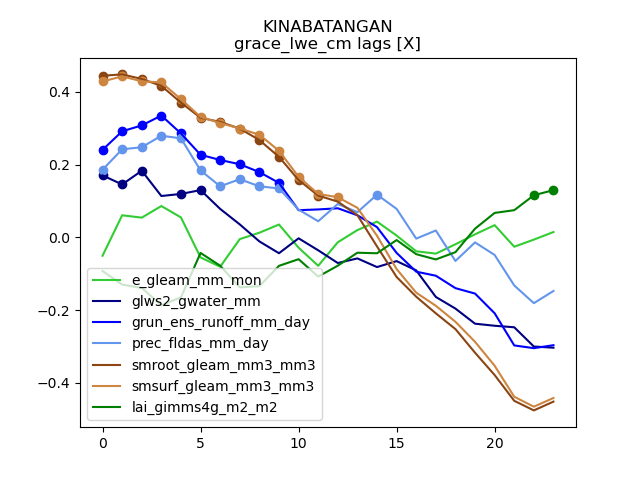 KINABATANGAN
grace_lwe_cm lags [X]
0.4
0.2
0.0
−0.2
−0.4
e_gleam_mm_mon
glws2_gwater_mm
grun_ens_runoff_mm_day
prec_fldas_mm_day
smroot_gleam_mm3_mm3
smsurf_gleam_mm3_mm3
lai_gimms4g_m2_m2
0 5 10 15 20